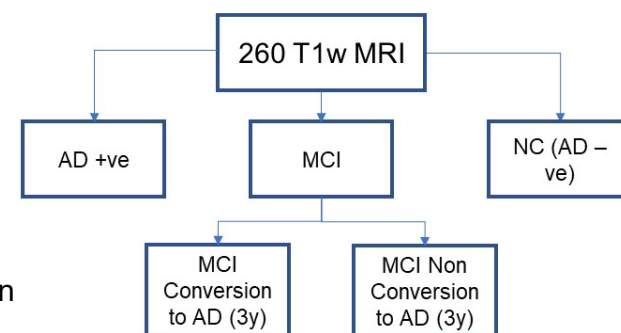 260 T1w MRI
AD +ve
MCI
NC (AD –
ve)
MCI
Conversion
to AD (3y)
MCI Non
Conversion
to AD (3y)
n